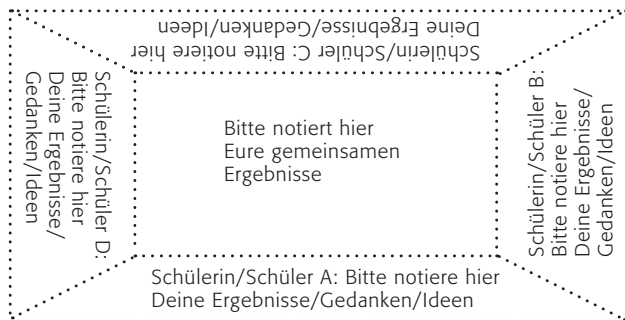 Schülerin/Schüler C: Bitte notiere hier
Deine Ergebnisse/Gedanken/Ideen
Schülerin/Schüler D:
Bitte notiere hier
Deine Ergebnisse/
Gedanken/Ideen
Bitte notiert hier
Eure gemeinsamen
Ergebnisse
Schülerin/Schüler B:
Bitte notiere hier
Deine Ergebnisse/
Gedanken/Ideen
Schülerin/Schüler A: Bitte notiere hier
Deine Ergebnisse/Gedanken/Ideen